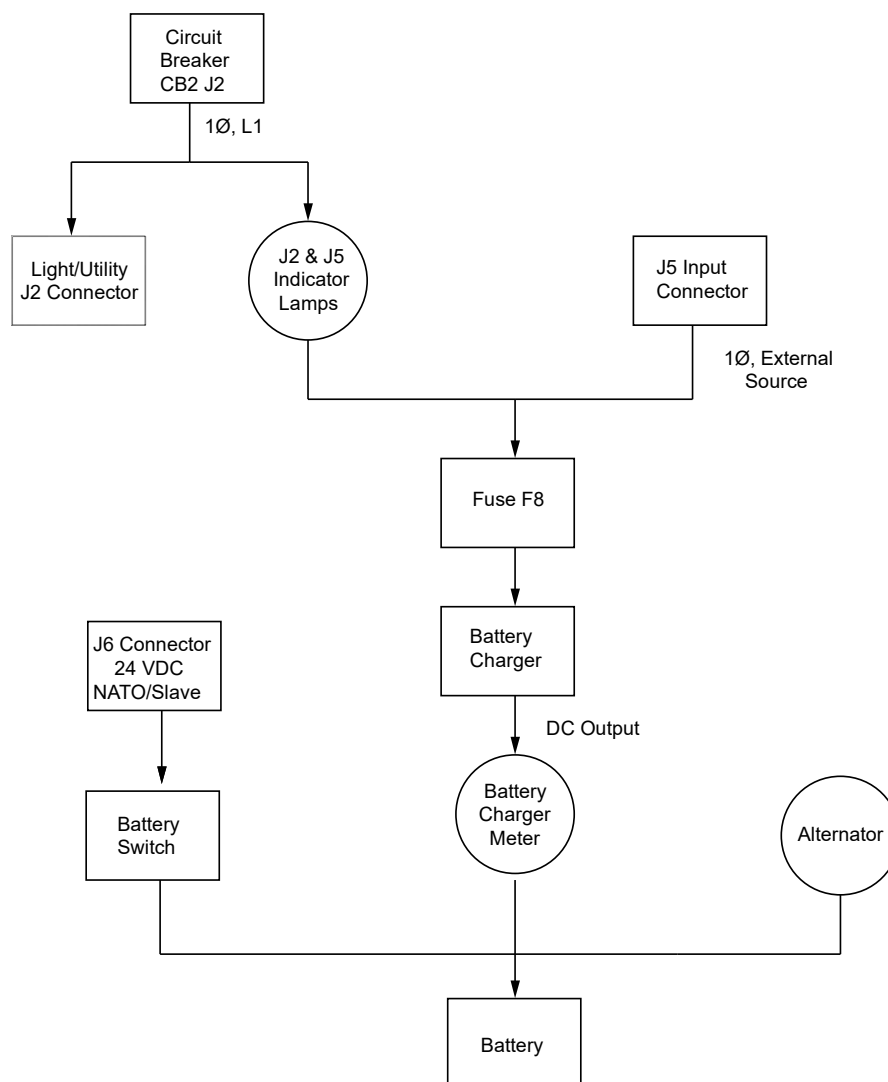 Circuit
Breaker
CB2 J2
1Ø, L1
Light/Utility
J2 Connector
J2 & J5
Indicator
Lamps
J5 Input
Connector
1Ø, External
Source
Fuse F8
Battery
Charger
J6 Connector
24 VDC
NATO/Slave
DC Output
Battery
Switch
Battery
Charger
Meter
Alternator
Battery